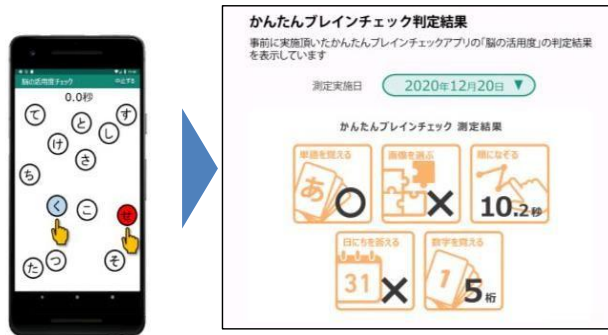 脳の活用度チェック 中止する
0.0秒
て と す
け し
さ
ち
く こ せ
た つ そ
かんたんブレインチェック判定結果
事前に実施頂いたかんたんブレインチェックアプリの「脳の活用度」の判定結果
を表示しています
測定実施日 2020年12月20日 ▼
かんたんブレインチェック 測定結果
単語を覚える 画像を選ぶ 順になぞる
あ ○ × 10.2秒
日にちを答える 数字を覚える
31 × 1 5桁